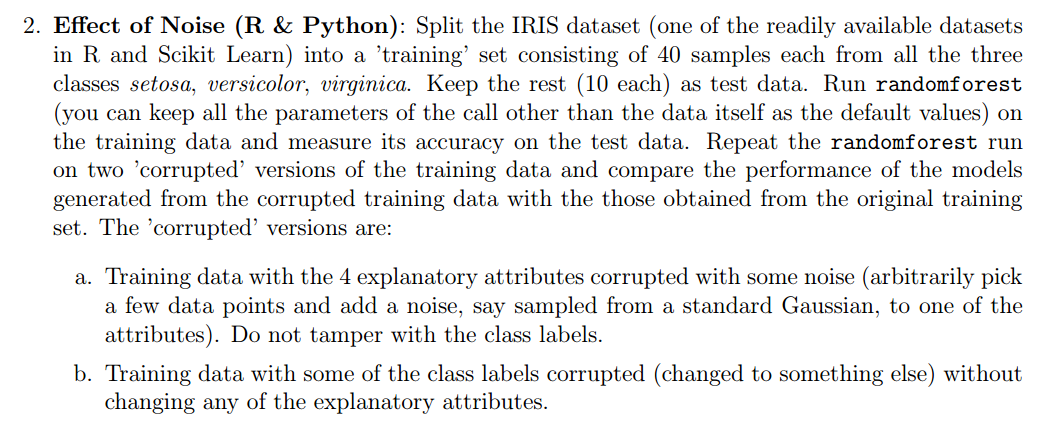 2. Effect of Noise (R & Python): Split the IRIS dataset (one of the readily available datasets
in R and Scikit Learn) into a 'training' set consisting of 40 samples each from all the three
classes setosa, versicolor, virginica. Keep the rest (10 each) as test data. Run randomforest
(you can keep all the parameters of the call other than the data itself as the default values) on
the training data and measure its accuracy on the test data. Repeat the randomforest run
on two 'corrupted' versions of the training data and compare the performance of the models
generated from the corrupted training data with the those obtained from the original training
set. The 'corrupted' versions are:
a. Training data with the 4 explanatory attributes corrupted with some noise (arbitrarily pick
a few data points and add a noise, say sampled from a standard Gaussian, to one of the
attributes). Do not tamper with the class labels.
b. Training data with some of the class labels corrupted (changed to something else) without
changing any of the explanatory attributes.